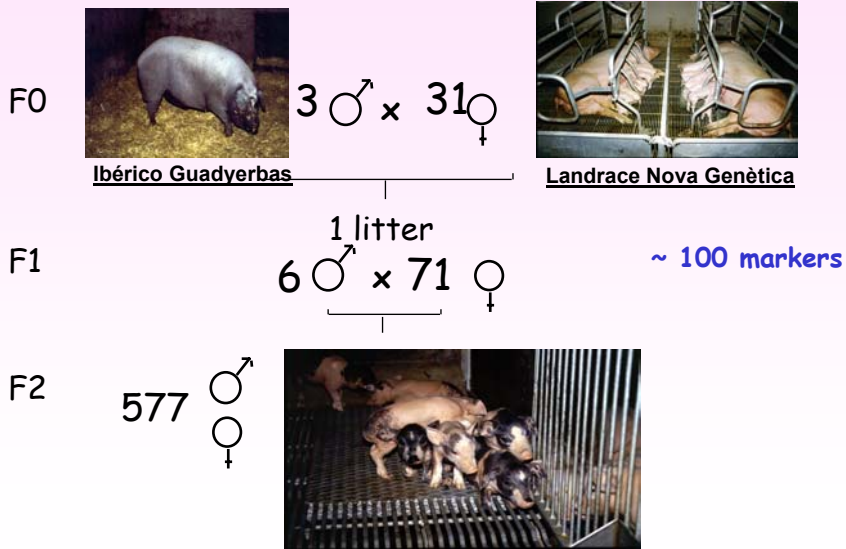 F0
3 ♂ x 31 ♀
Ibérico Guadyerbas
Landrace Nova Genètica
1 litter
F1
6 ♂ x 71 ♀
~ 100 markers
F2
577 ♂
♀